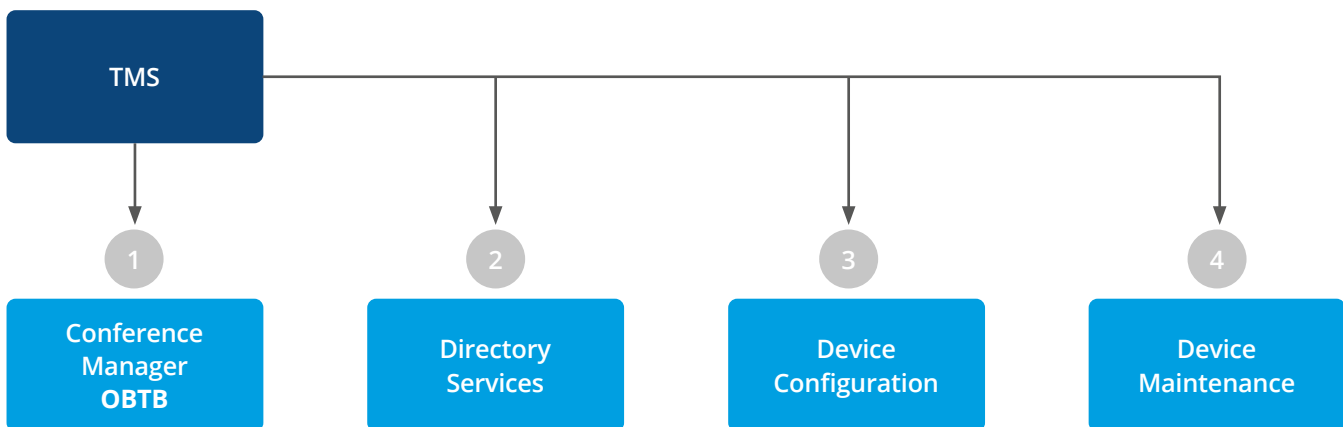 TMS
1
2
3
4
Conference
Manager
OBTB
Directory
Services
Device
Configuration
Device
Maintenance